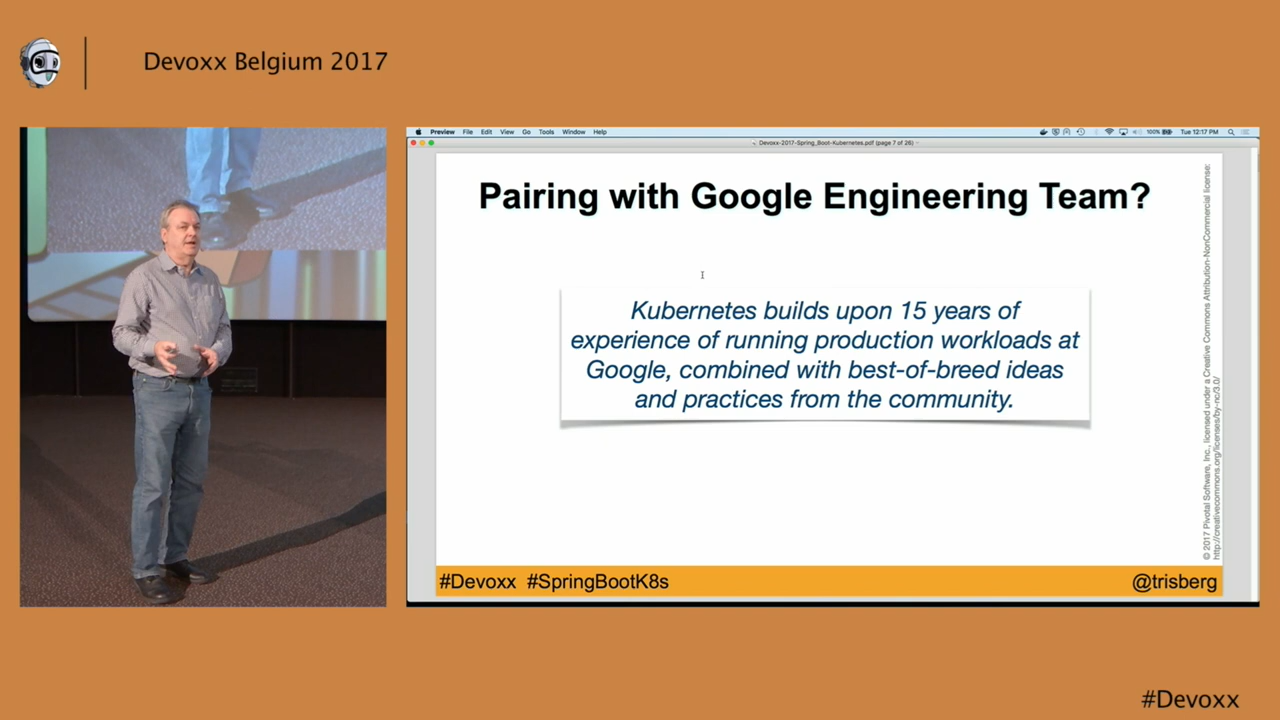 Devoxx Belgium 2017
Preview File Edit View Go Tools Window Help
100% Tue 12:17 PM
Devoxx-2017-Spring_Boot-Kubernetes.pdf (page 7 of 26)
Pairing with Google Engineering Team?
Kubernetes builds upon 15 years of
experience of running production workloads at
Google, combined with best-of-breed ideas
and practices from the community.
© 2017 Pivotal Software, Inc., licensed under a Creative Commons Attribution-NonCommercial license:
http://creativecommons.org/licenses/by-nc/3.0/
#Devoxx #SpringBootK8s
@trisberg
#Devoxx